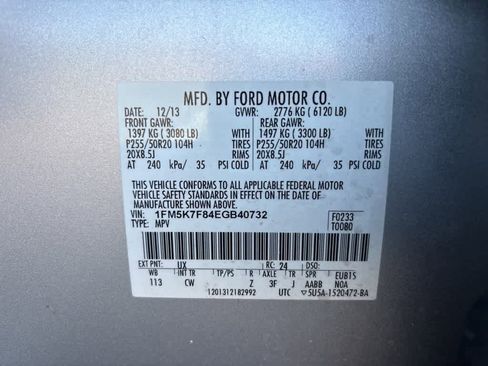 MFD. BY FORD MOTOR CO.
DATE: 12/13 GVWR: 2776 KG ( 6120 LB)
FRONT GAWR: REAR GAWR:
1397 KG ( 3080 LB) WITH 1497 KG ( 3300 LB) WITH
P255/50R20 104H TIRES P255/50R20 104H TIRES
20X8.5J RIMS 20X8.5J RIMS
AT 240 kPa/ 35 PSI COLD AT 240 kPa/ 35 PSI COLD
THIS VEHICLE CONFORMS TO ALL APPLICABLE FEDERAL MOTOR
VEHICLE SAFETY STANDARDS IN EFFECT ON THE DATE OF
MANUFACTURE SHOWN ABOVE.
VIN: 1FM5K7F84EGB40732 F0233
TYPE: MPV T0080
EXT PNT: UX RC: 24
WB INT TR TP/PS R AXLE TR SPR EUB15
113 CW Z 3F J AABB NOA
1201312182992 UTC ▽5U5A-1520472-BA